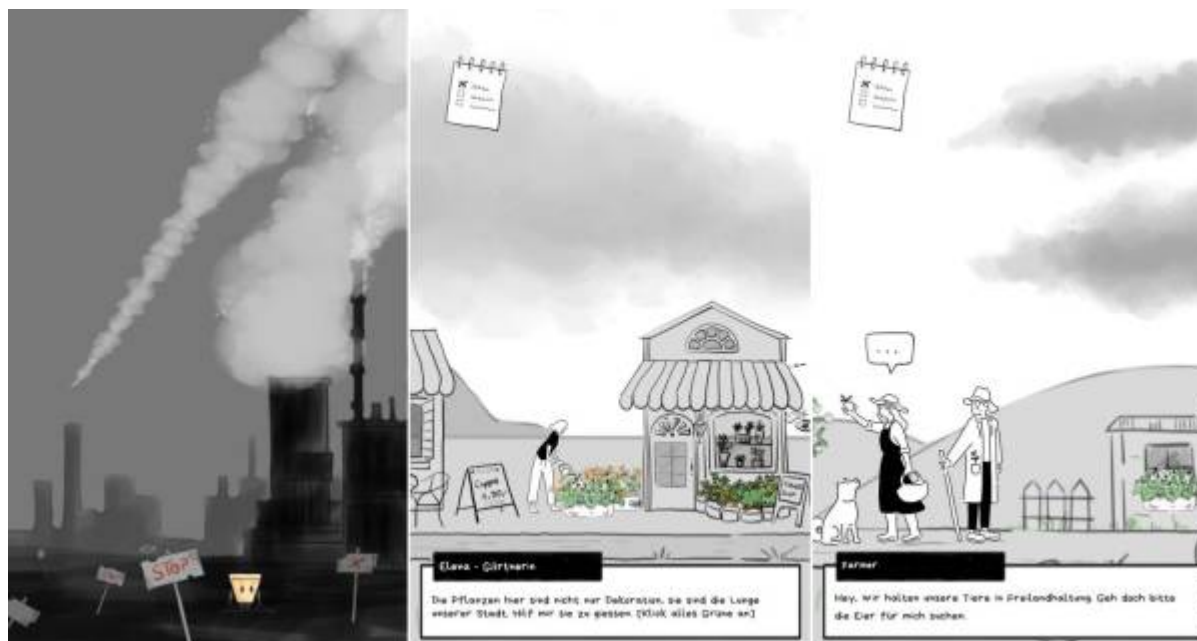 STOP!
Elena - Gärtnerin
Die Pflanzen hier sind nicht nur Dekoration, sie sind die Lunge
unserer Stadt. Hilf mir sie zu giessen. (Klick alles Grüne an)
Farmer
Hey, wir halten unsere Tiere in Freilandhaltung. Geh doch bitte
die Eier für mich suchen.
...